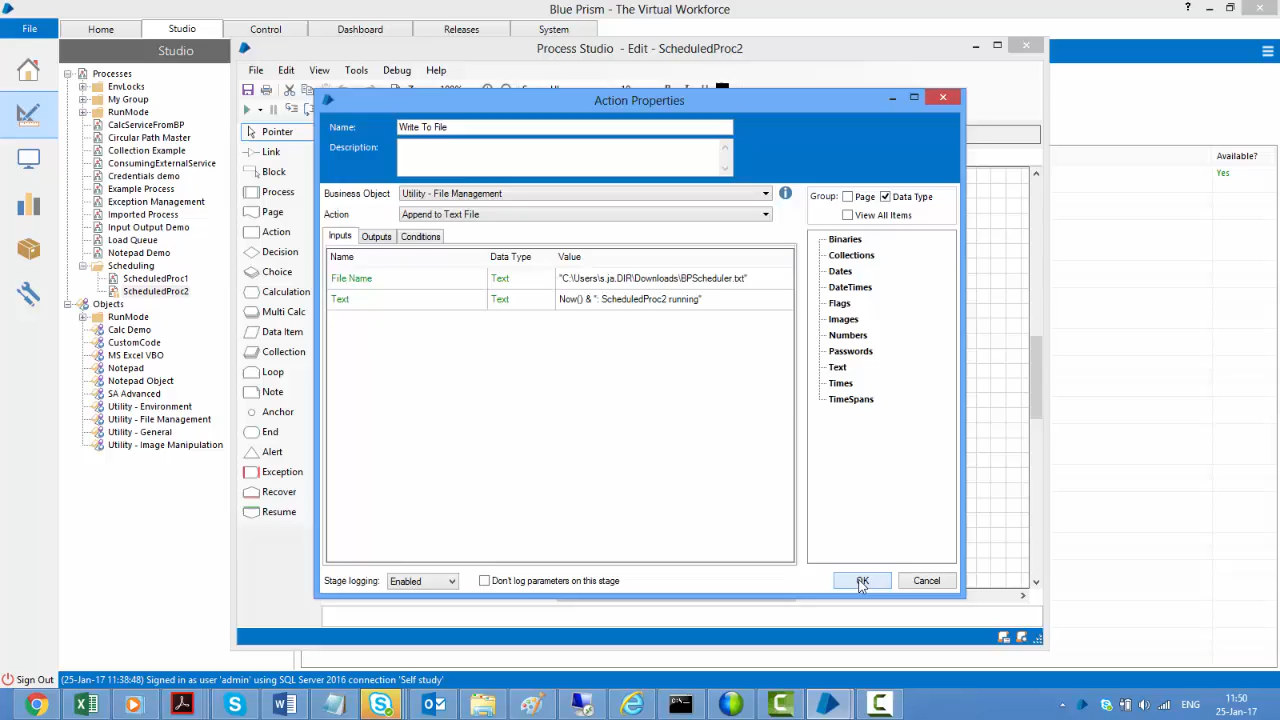 Blue Prism - The Virtual Workforce
File
Home
Studio
Control
Dashboard
Releases
System
Studio
Process Studio - Edit - ScheduledProc2
File
Edit
View
Tools
Debug
Help
Processes
EnvLocks
My Group
RunMode
CalcServiceFromBP
Circular Path Master
Collection Example
ConsumingExternalService
Credentials demo
Example Process
Exception Management
Imported Process
Input Output Demo
Load Queue
Notepad Demo
Scheduling
ScheduledProc1
ScheduledProc2
Objects
RunMode
Calc Demo
CustomCode
MS Excel VBO
Notepad
Notepad Object
SA Advanced
Utility - Environment
Utility - File Management
Utility - General
Utility - Image Manipulation
Pointer
Link
Block
Process
Page
Action
Decision
Choice
Calculation
Multi Calc
Data Item
Collection
Loop
Note
Anchor
End
Alert
Exception
Recover
Resume
Action Properties
Name:
Write To File
Description:
Business Object
Utility - File Management
Action
Append to Text File
Group:
Page
Data Type
View All Items
Inputs
Outputs
Conditions
Name
Data Type
Value
File Name
Text
"C:\Users\s.ja.DIR\Downloads\BPScheduler.txt"
Text
Text
Now() & ": ScheduledProc2 running"
Binaries
Collections
Dates
DateTimes
Flags
Images
Numbers
Passwords
Text
Times
TimeSpans
Stage logging:
Enabled
Don't log parameters on this stage
OK
Cancel
Available?
Yes
Sign Out
(25-Jan-17 11:38:48) Signed in as user 'admin' using SQL Server 2016 connection 'Self study'
ENG
11:50
25-Jan-17